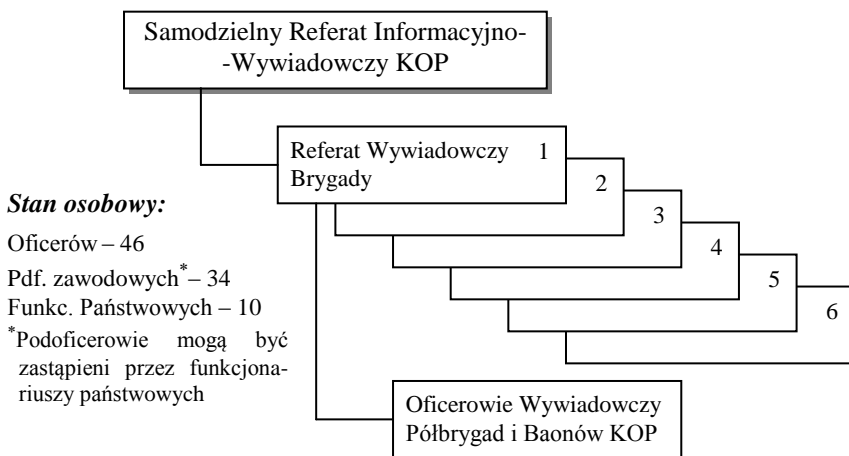 Samodzielny Referat Informacyjno-
-Wywiadowczy KOP
Referat Wywiadowczy 1
Brygady
2
3
4
5
6
Stan osobowy:
Oficerów – 46
Pdf. zawodowych*– 34
Funkc. Państwowych – 10
*Podoficerowie mogą być
zastąpieni przez funkcjona-
riuszy państwowych
Oficerowie Wywiadowczy
Półbrygad i Baonów KOP